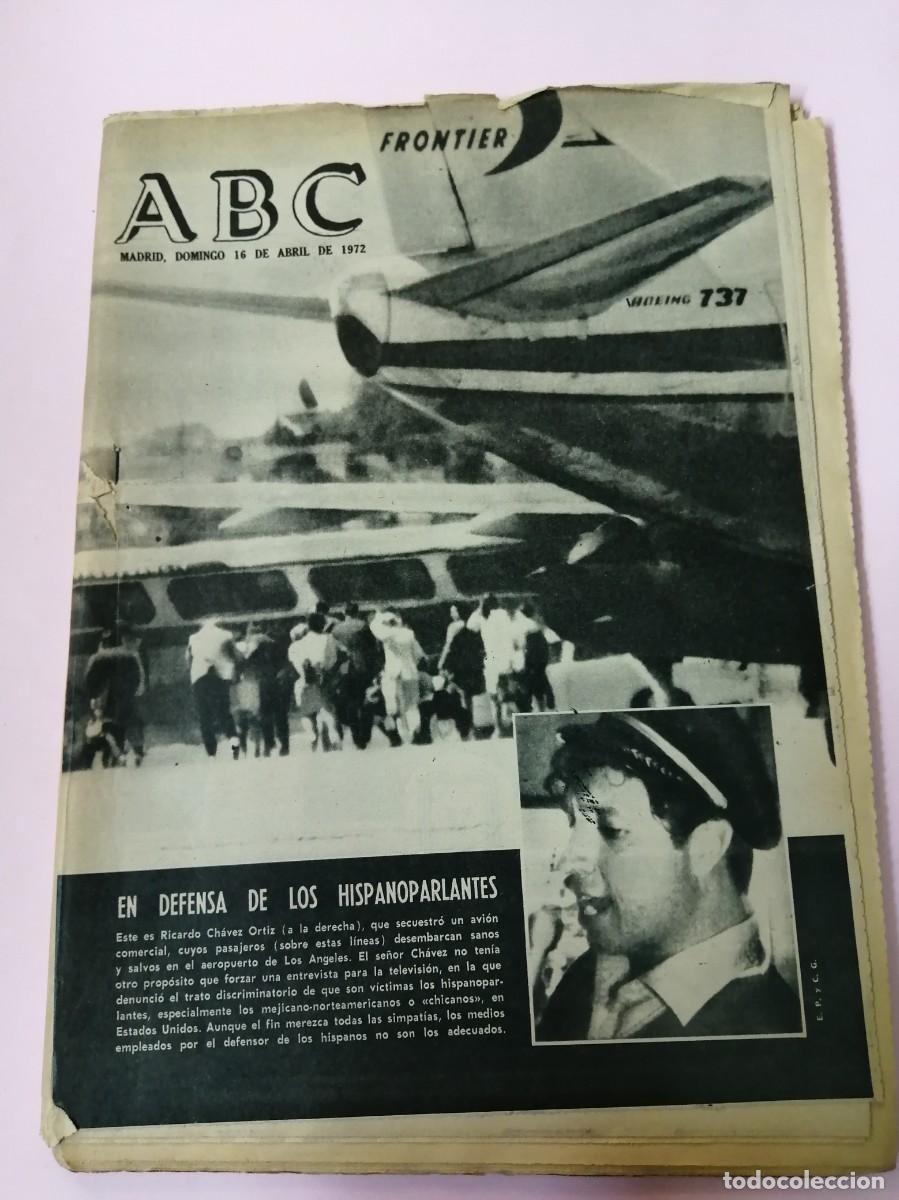 FRONTIER
ABC
MADRID, DOMINGO 16 DE ABRIL DE 1972
BOEING 737
EN DEFENSA DE LOS HISPANOPARLANTES
Este es Ricardo Chávez Ortiz (a la derecha), que secuestró un avión
comercial, cuyos pasajeros (sobre estas líneas) desembarcan sanos
y salvos en el aeropuerto de Los Angeles. El señor Chávez no tenía
otro propósito que forzar una entrevista para la televisión, en la que
denunció el trato discriminatorio de que son víctimas los hispanopar-
lantes, especialmente los mejicano-norteamericanos o «chicanos», en
Estados Unidos. Aunque el fin merezca todas las simpatías, los medios
empleados por el defensor de los hispanos no son los adecuados.
E. P. y C. G.
todocoleccion